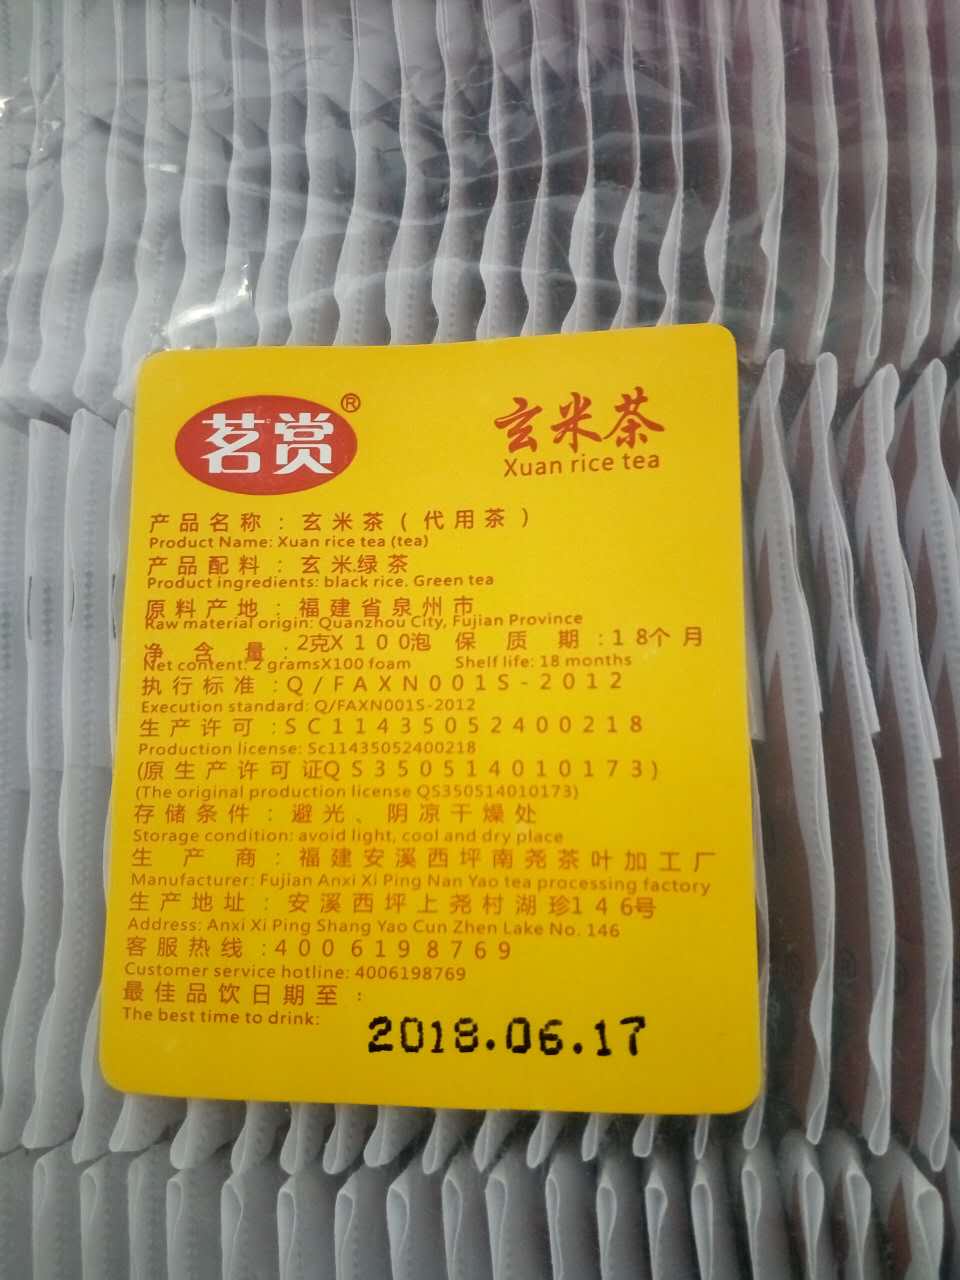 茗赏®
玄米茶
Xuan rice tea
产品名称：玄米茶（代用茶）
Product Name: Xuan rice tea (tea)
产品配料：玄米.绿茶
Product ingredients: black rice. Green tea
原料产地：福建省泉州市
Raw material origin: Quanzhou City, Fujian Province
净含量：2克X100泡 保质期:18个月
Net content: 2 gramsX100 foam Shelf life: 18 months
执行标准:Q/FAXN001S-2012
Execution standard: Q/FAXN001S-2012
生产许可:SC11435052400218
Production license: Sc11435052400218
(原生产许可证QS350514010173)
(The original production license QS350514010173)
存储条件：避光、阴凉干燥处
Storage condition: avoid light, cool and dry place
生产商：福建安溪西坪南尧茶叶加工厂
Manufacturer: Fujian Anxi Xi Ping Nan Yao tea processing factory
生产地址：安溪西坪上尧村湖珍146号
Address: Anxi Xi Ping Shang Yao Cun Zhen Lake No. 146
客服热线:4006198769
Customer service hotline: 4006198769
最佳品饮日期至：
The best time to drink:
2018.06.17